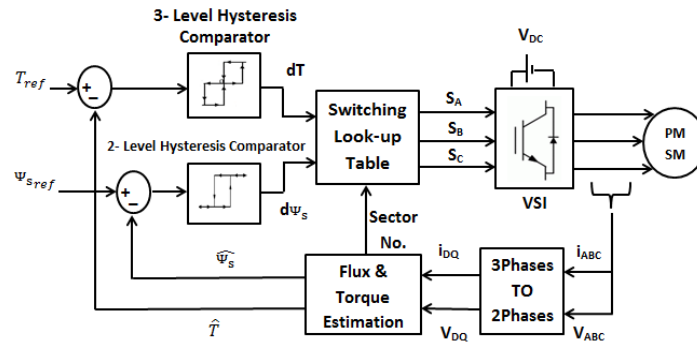 3- Level Hysteresis
Comparator
V_DC
T_ref
dT
Switching
Look-up
Table
S_A
S_B
S_C
PM
SM
2- Level Hysteresis Comparator
Ψ_s_ref
dΨ_s
VSI
Sector
No.
Ψ̂_s
i_DQ
i_ABC
Flux &
Torque
Estimation
3Phases
TO
2Phases
T̂
V_DQ
V_ABC